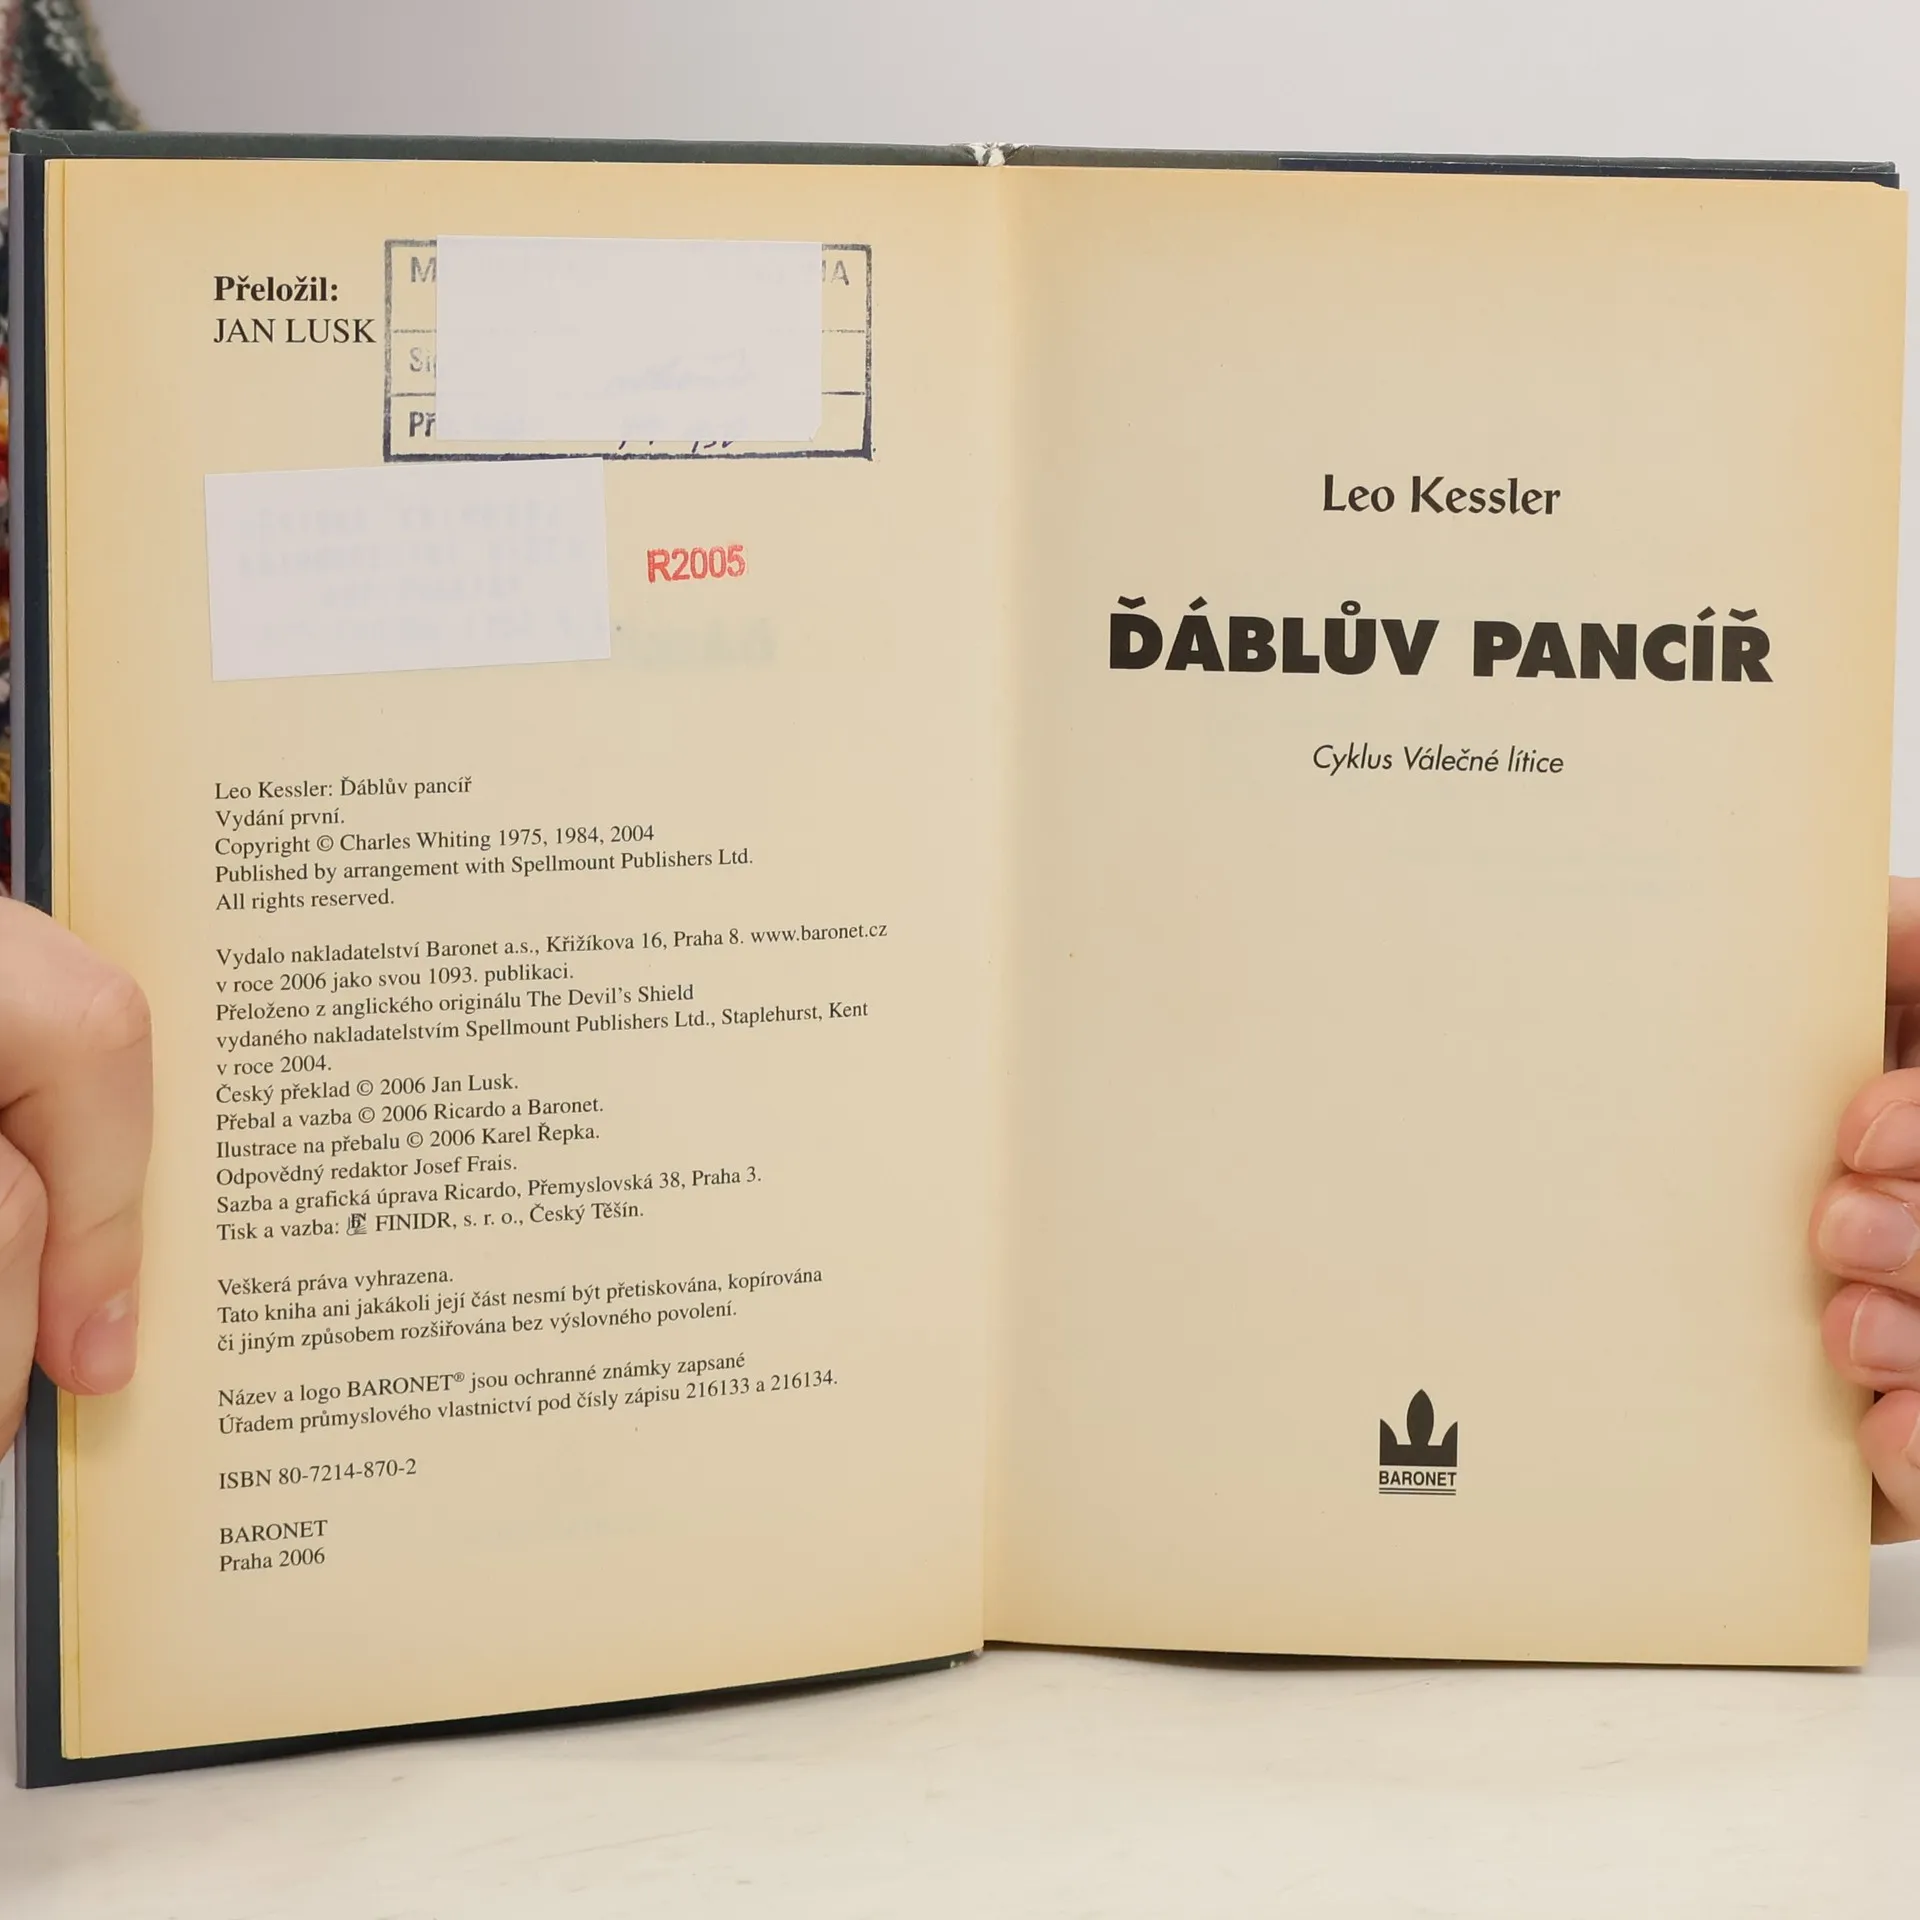 Přeložil:
JAN LUSK
R2005
Leo Kessler: Ďáblův pancíř
Vydání první.
Copyright © Charles Whiting 1975, 1984, 2004
Published by arrangement with Spellmount Publishers Ltd.
All rights reserved.
Vydalo nakladatelství Baronet a.s., Křižíkova 16, Praha 8. www.baronet.cz
v roce 2006 jako svou 1093. publikaci.
Přeloženo z anglického originálu The Devil's Shield
vydaného nakladatelstvím Spellmount Publishers Ltd., Staplehurst, Kent
v roce 2004.
Český překlad © 2006 Jan Lusk.
Přebal a vazba © 2006 Ricardo a Baronet.
Ilustrace na přebalu © 2006 Karel Řepka.
Odpovědný redaktor Josef Frais.
Sazba a grafická úprava Ricardo, Přemyslovská 38, Praha 3.
Tisk a vazba: FINIDR, s. r. o., Český Těšín.
Veškerá práva vyhrazena.
Tato kniha ani jakákoli její část nesmí být přetiskována, kopírována
či jiným způsobem rozšiřována bez výslovného povolení.
Název a logo BARONET® jsou ochranné známky zapsané
Úřadem průmyslového vlastnictví pod čísly zápisu 216133 a 216134.
ISBN 80-7214-870-2
BARONET
Praha 2006
Leo Kessler
ĎÁBLŮV PANCÍŘ
Cyklus Válečné lítice
BARONET